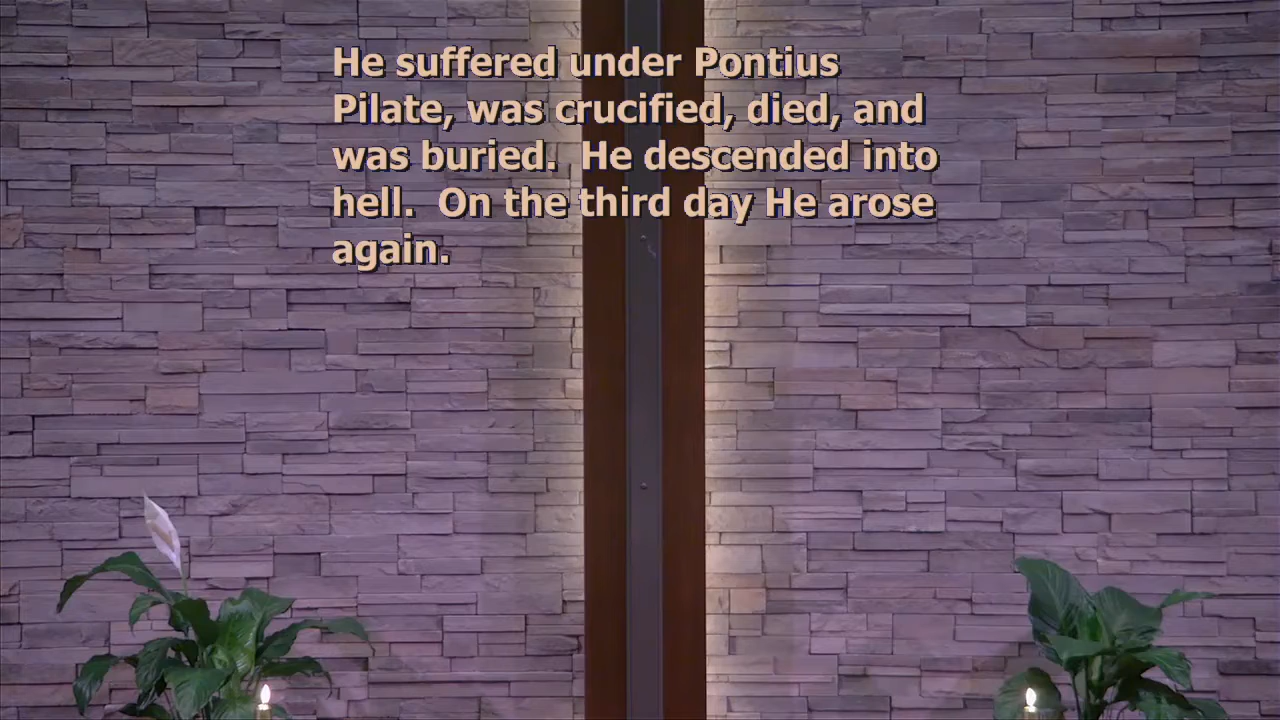 He suffered under Pontius
Pilate, was crucified, died, and
was buried.  He descended into
hell.  On the third day He arose
again.